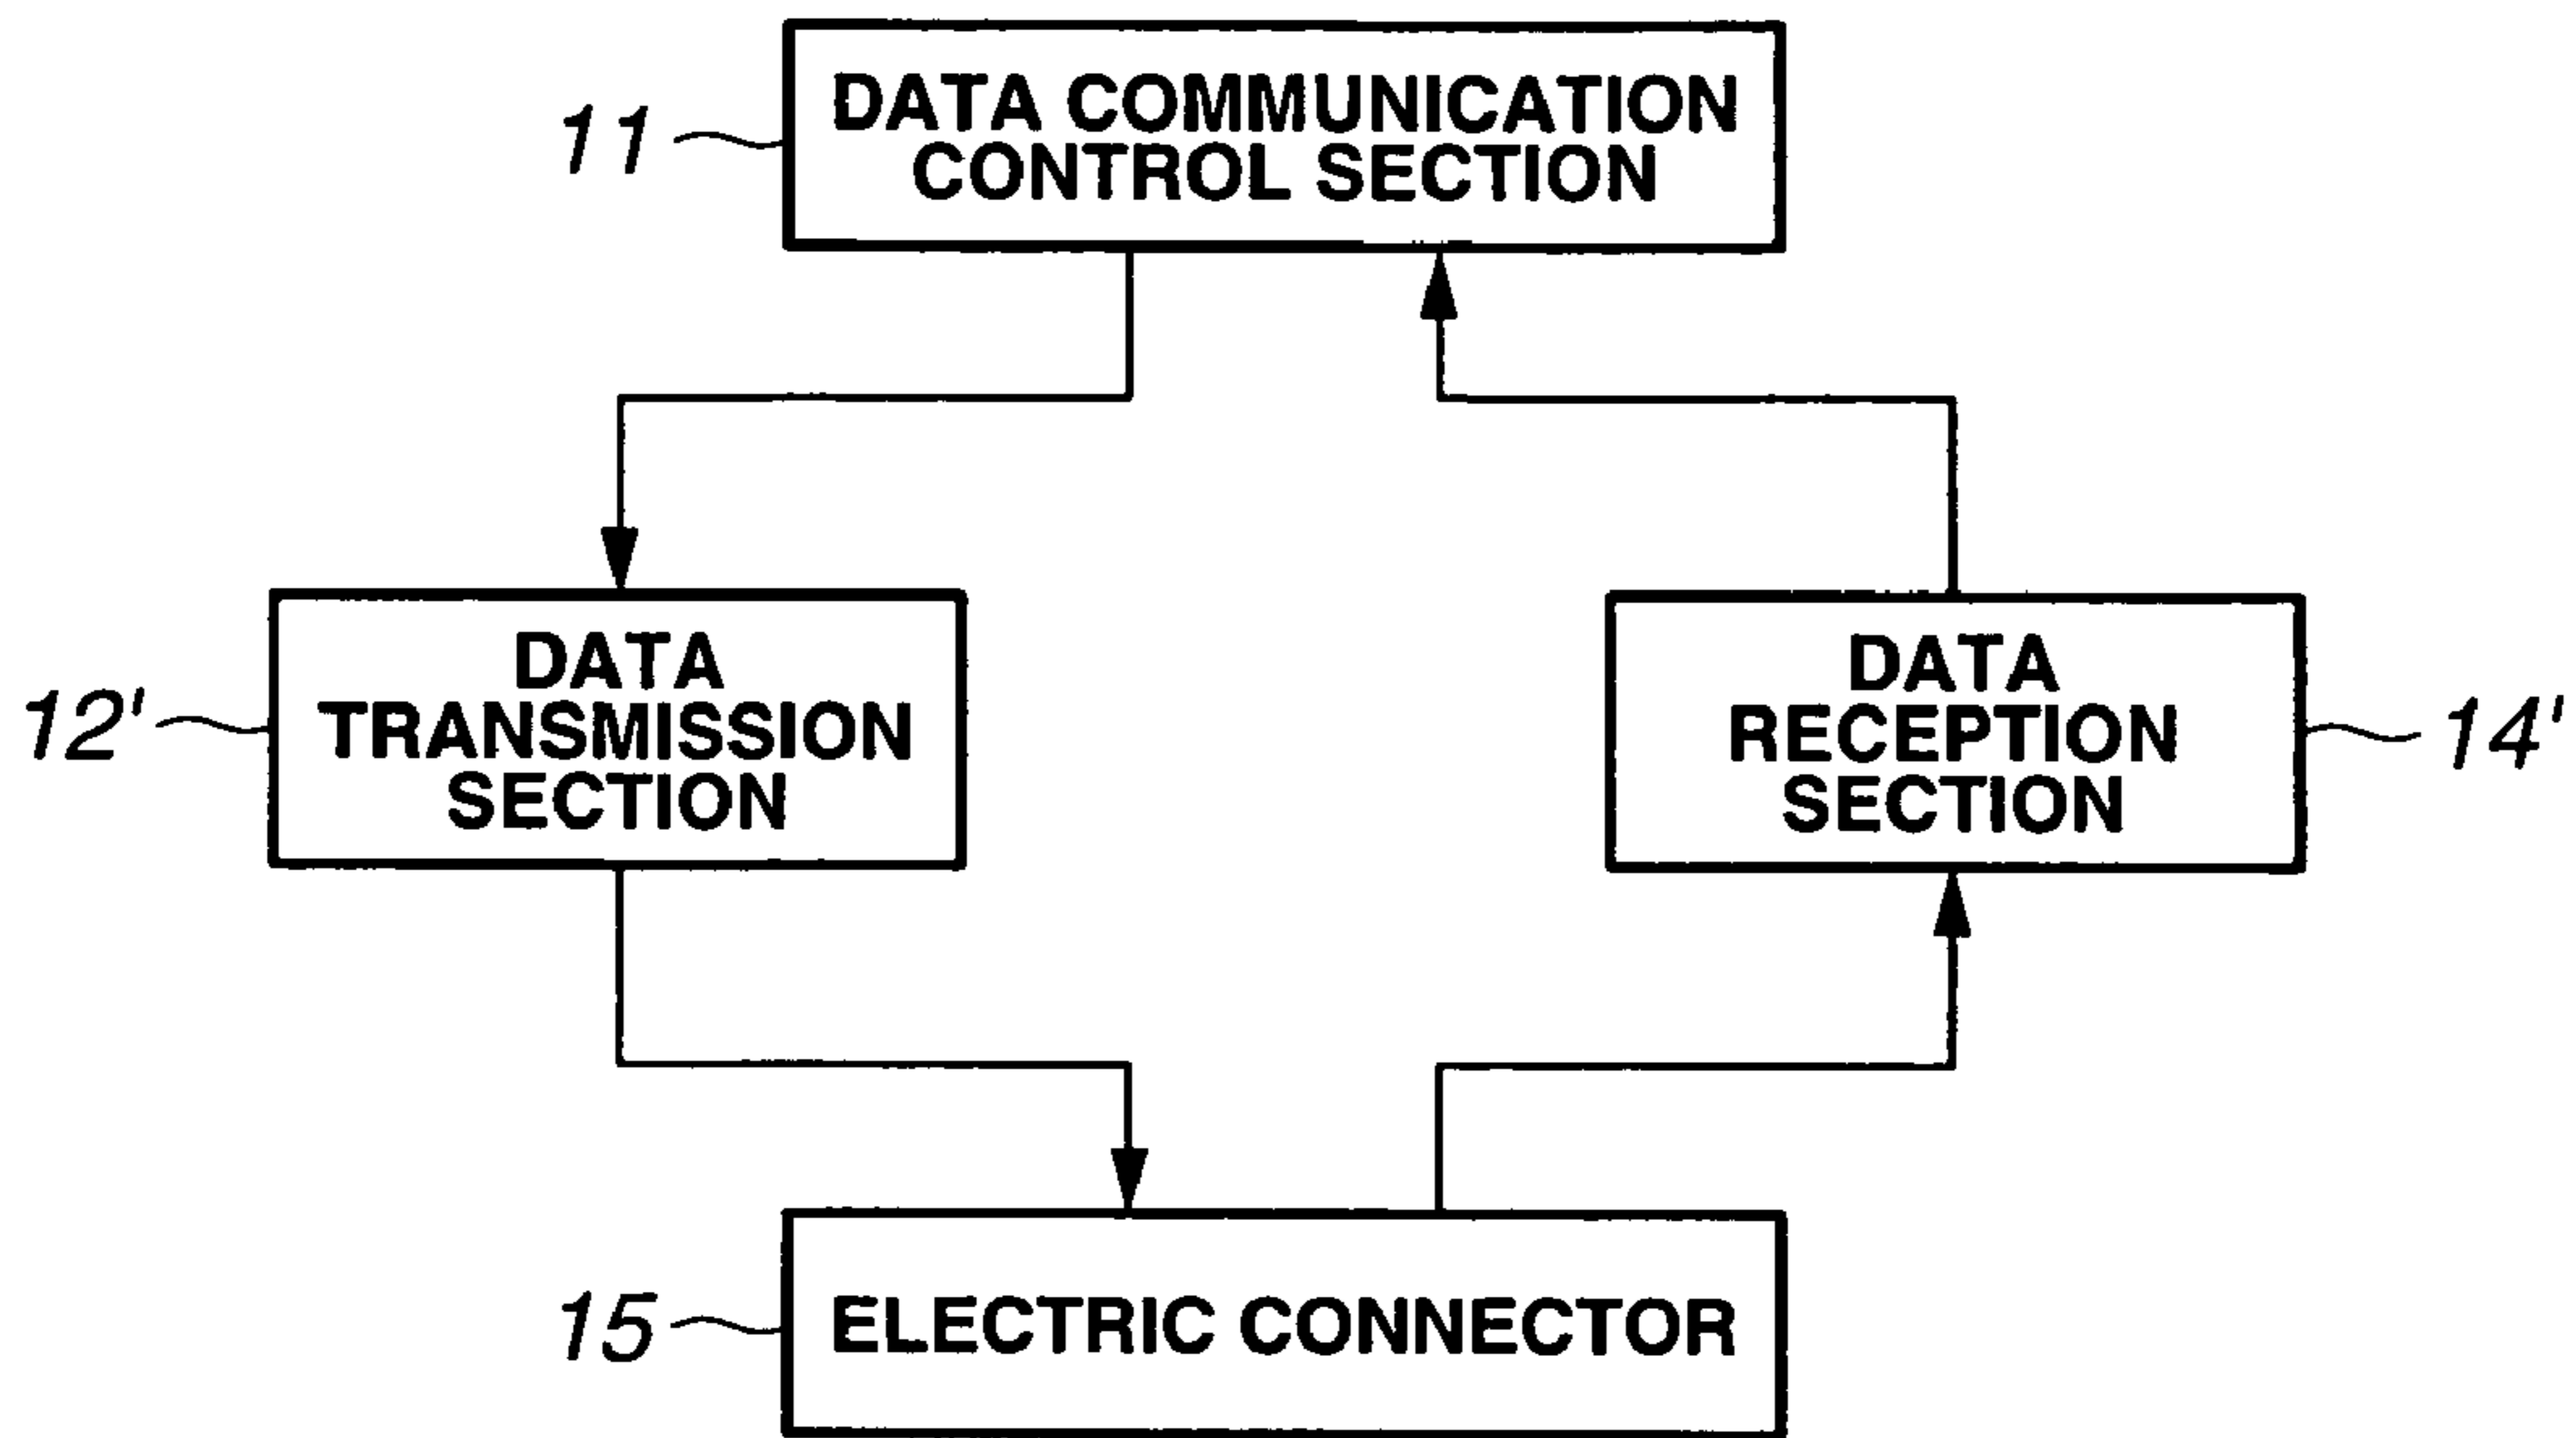 11
DATA COMMUNICATION
CONTROL SECTION
12'
DATA
TRANSMISSION
SECTION
DATA
RECEPTION
SECTION
14'
15
ELECTRIC CONNECTOR